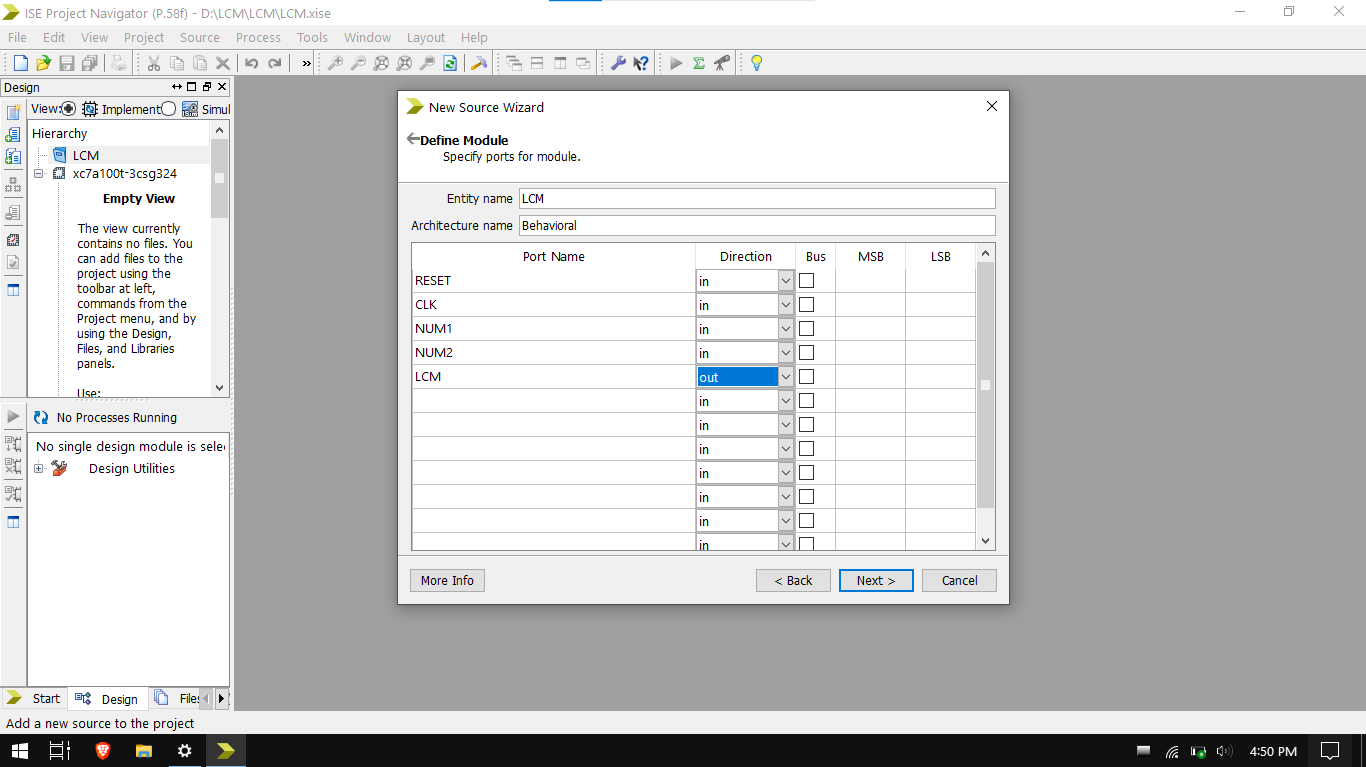 ISE Project Navigator (P.58f) - D:\LCM\LCM\LCM.xise
File Edit View Project Source Process Tools Window Layout Help
»
Design
View: Implement Simul
Hierarchy
LCM
xc7a100t-3csg324
Empty View
The view currently
contains no files. You
can add files to the
project using the
toolbar at left,
commands from the
Project menu, and by
using the Design,
Files, and Libraries
panels.
Use:
No Processes Running
No single design module is sele
Design Utilities
Start Design Files
Add a new source to the project
New Source Wizard
Define Module
Specify ports for module.
Entity name LCM
Architecture name Behavioral
Port Name Direction Bus MSB LSB
RESET in
CLK in
NUM1 in
NUM2 in
LCM out
in
in
in
in
in
in
in
More Info < Back Next > Cancel
4:50 PM